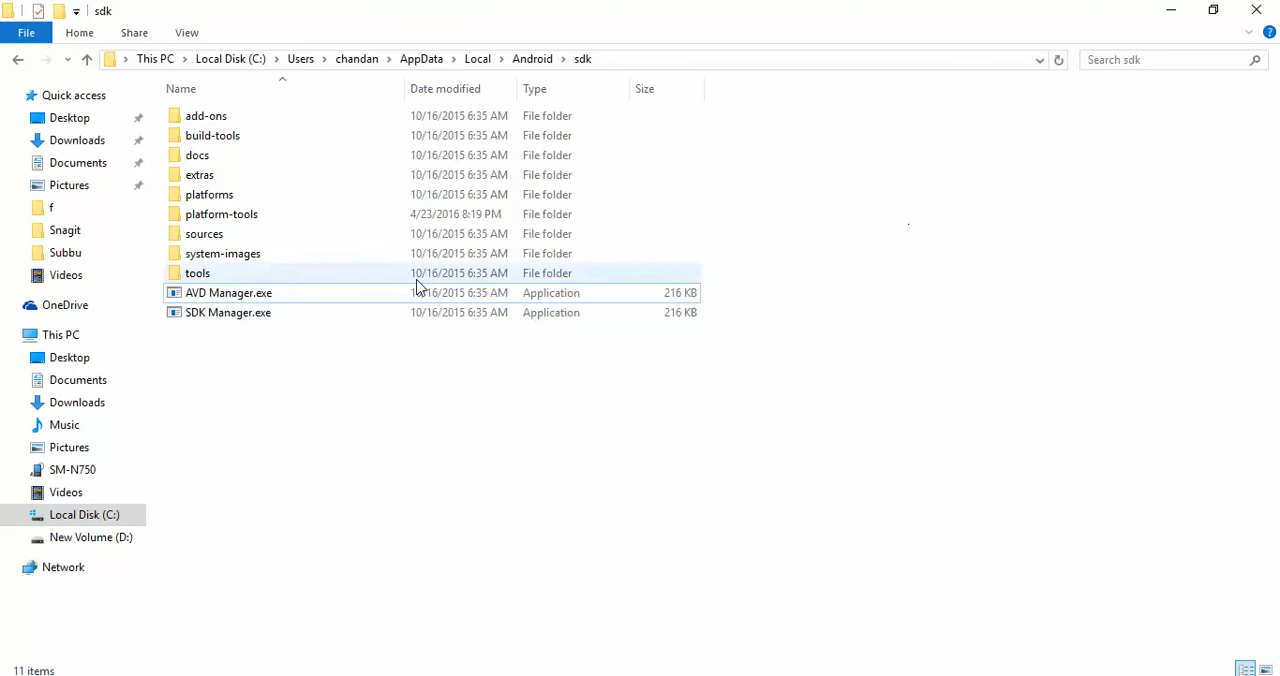 sdk
File Home Share View
This PC Local Disk (C:) Users chandan AppData Local Android sdk
Search sdk
Name Date modified Type Size
Quick access
Desktop
Downloads
Documents
Pictures
f
Snagit
Subbu
Videos
OneDrive
This PC
Desktop
Documents
Downloads
Music
Pictures
SM-N750
Videos
Local Disk (C:)
New Volume (D:)
Network
add-ons 10/16/2015 6:35 AM File folder
build-tools 10/16/2015 6:35 AM File folder
docs 10/16/2015 6:35 AM File folder
extras 10/16/2015 6:35 AM File folder
platforms 10/16/2015 6:35 AM File folder
platform-tools 4/23/2016 8:19 PM File folder
sources 10/16/2015 6:35 AM File folder
system-images 10/16/2015 6:35 AM File folder
tools 10/16/2015 6:35 AM File folder
AVD Manager.exe 10/16/2015 6:35 AM Application 216 KB
SDK Manager.exe 10/16/2015 6:35 AM Application 216 KB
11 items